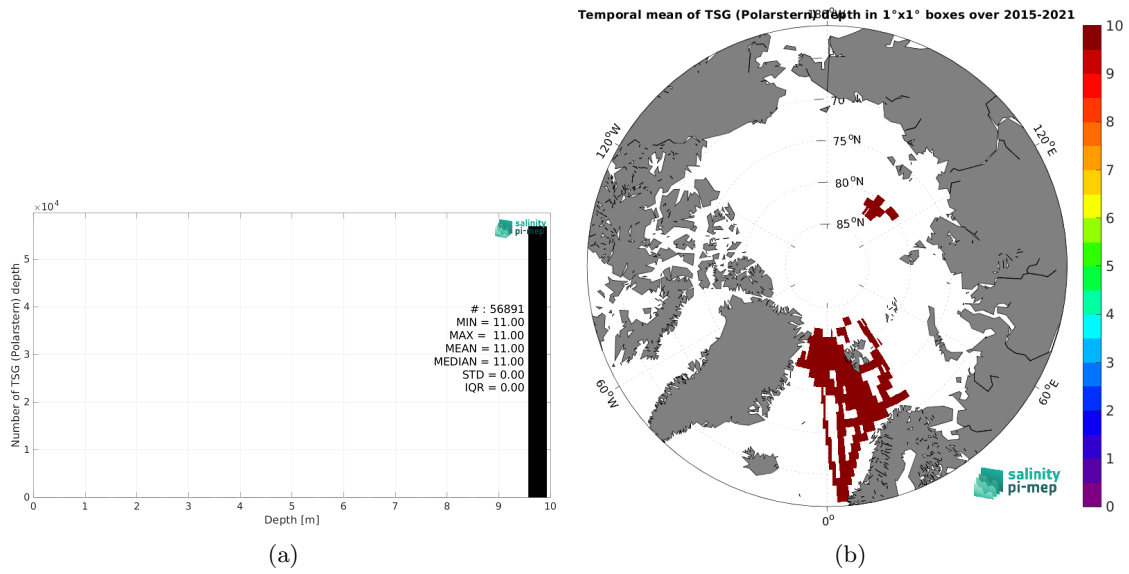 ×10⁴
5
4
3
2
1
0
Number of TSG (Polarstern) depth
salinity
pi-mep
# : 56891
MIN = 11.00
MAX = 11.00
MEAN = 11.00
MEDIAN = 11.00
STD = 0.00
IQR = 0.00
0 1 2 3 4 5 6 7 8 9 10
Depth [m]
(a)
Temporal mean of TSG (Polarstern) depth in 1°x1° boxes over 2015-2021
180°W
120°W
120°E
70°N
75°N
80°N
85°N
60°W
60°E
0°
salinity
pi-mep
10
9
8
7
6
5
4
3
2
1
0
(b)